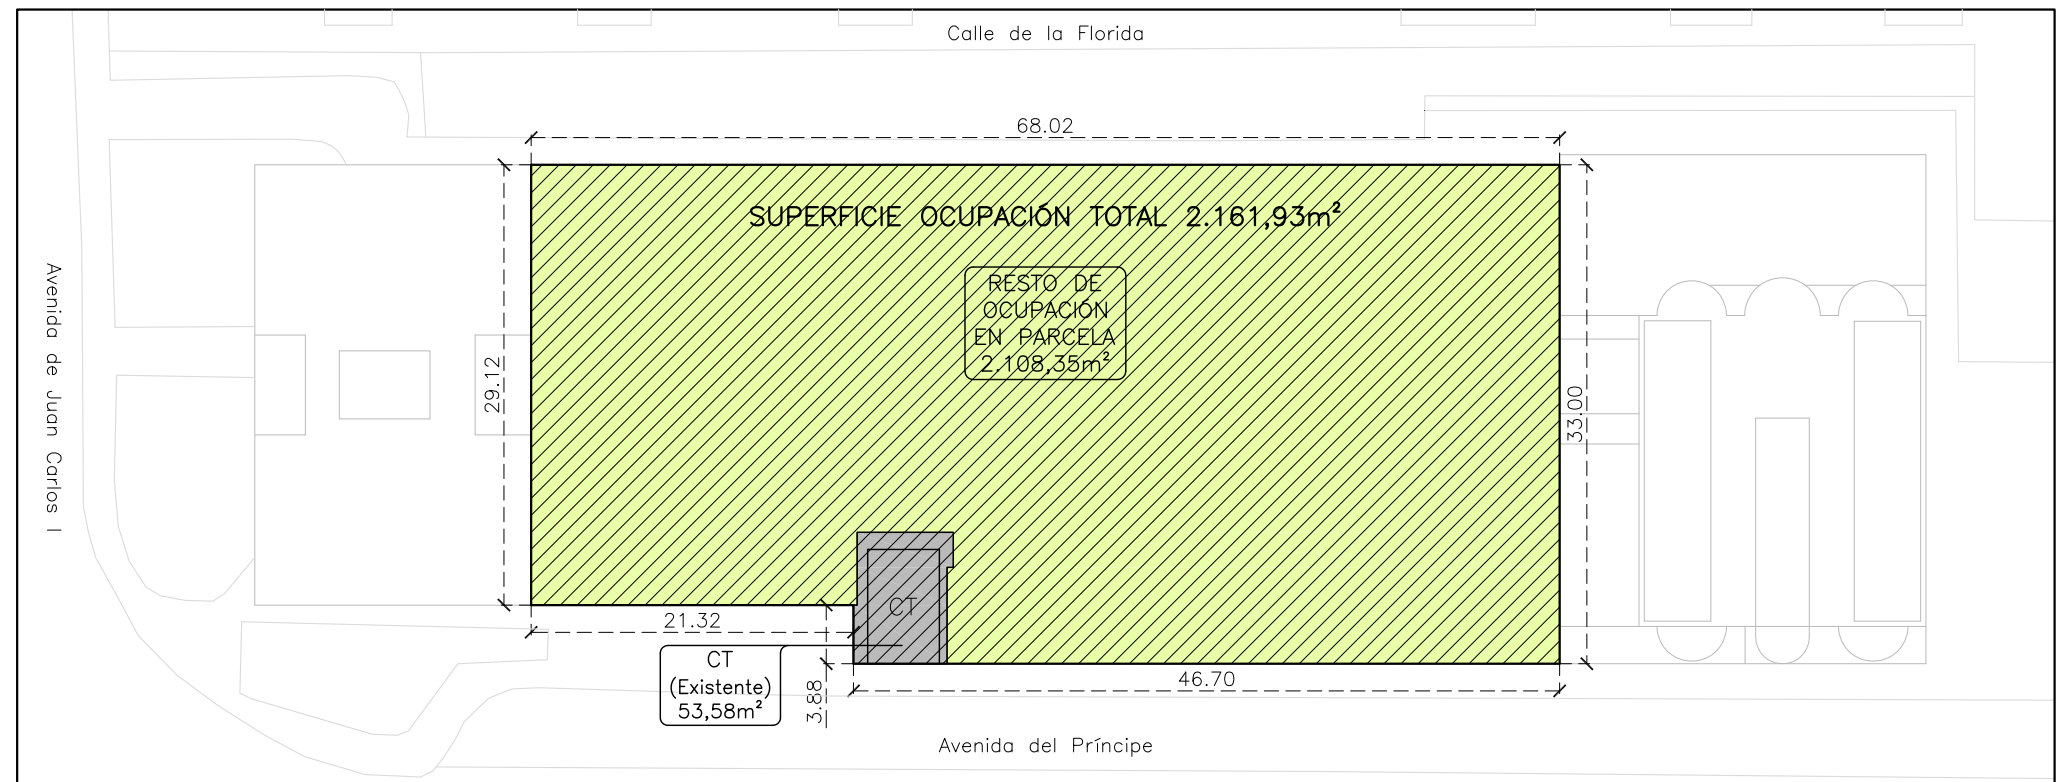 Calle de la Florida
68.02
SUPERFICIE OCUPACIÓN TOTAL 2.161,93m²
RESTO DE
OCUPACIÓN
EN PARCELA
2.108,35m²
Avenida de Juan Carlos I
29.12
33.00
CT
21.32
CT
(Existente)
53,58m²
3.88
46.70
Avenida del Príncipe